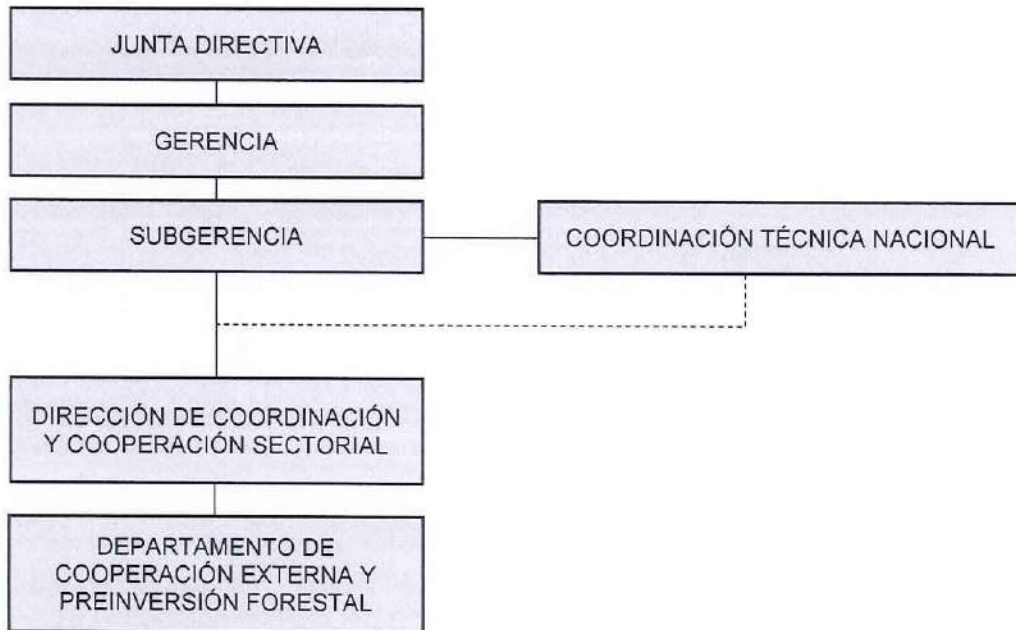 JUNTA DIRECTIVA
GERENCIA
SUBGERENCIA
COORDINACIÓN TÉCNICA NACIONAL
DIRECCIÓN DE COORDINACIÓN
Y COOPERACIÓN SECTORIAL
DEPARTAMENTO DE
COOPERACIÓN EXTERNA Y
PREINVERSIÓN FORESTAL